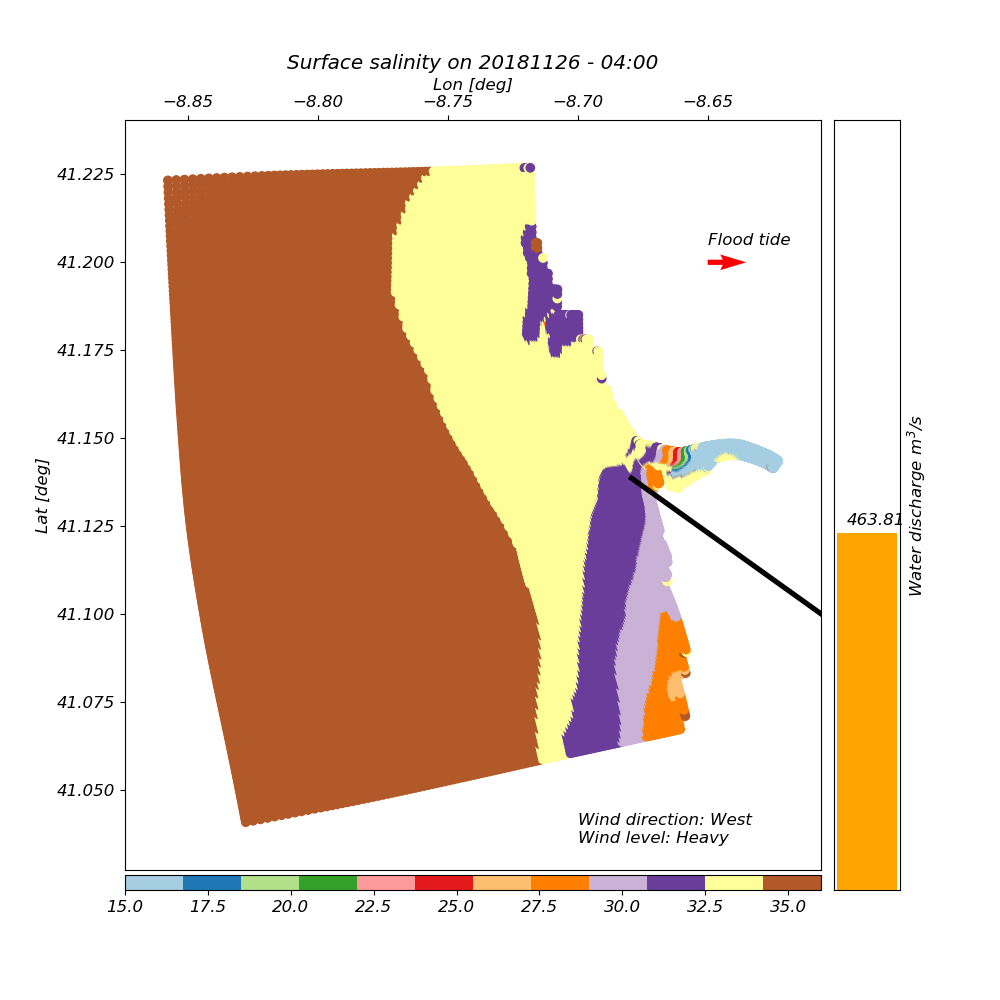 Surface salinity on 20181126 - 04:00
Lon [deg]
−8.85 −8.80 −8.75 −8.70 −8.65
41.225
41.200
41.175
41.150
41.125
41.100
41.075
41.050
Lat [deg]
Flood tide
Wind direction: West
Wind level: Heavy
15.0 17.5 20.0 22.5 25.0 27.5 30.0 32.5 35.0
463.81
Water discharge m³/s